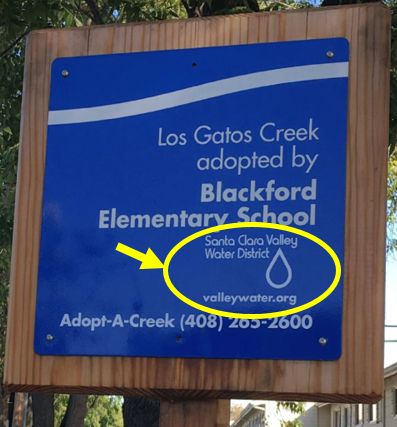 Los Gatos Creek
adopted by
Blackford
Elementary School
Santa Clara Valley
Water District
valleywater.org
Adopt-A-Creek (408) 265-2600